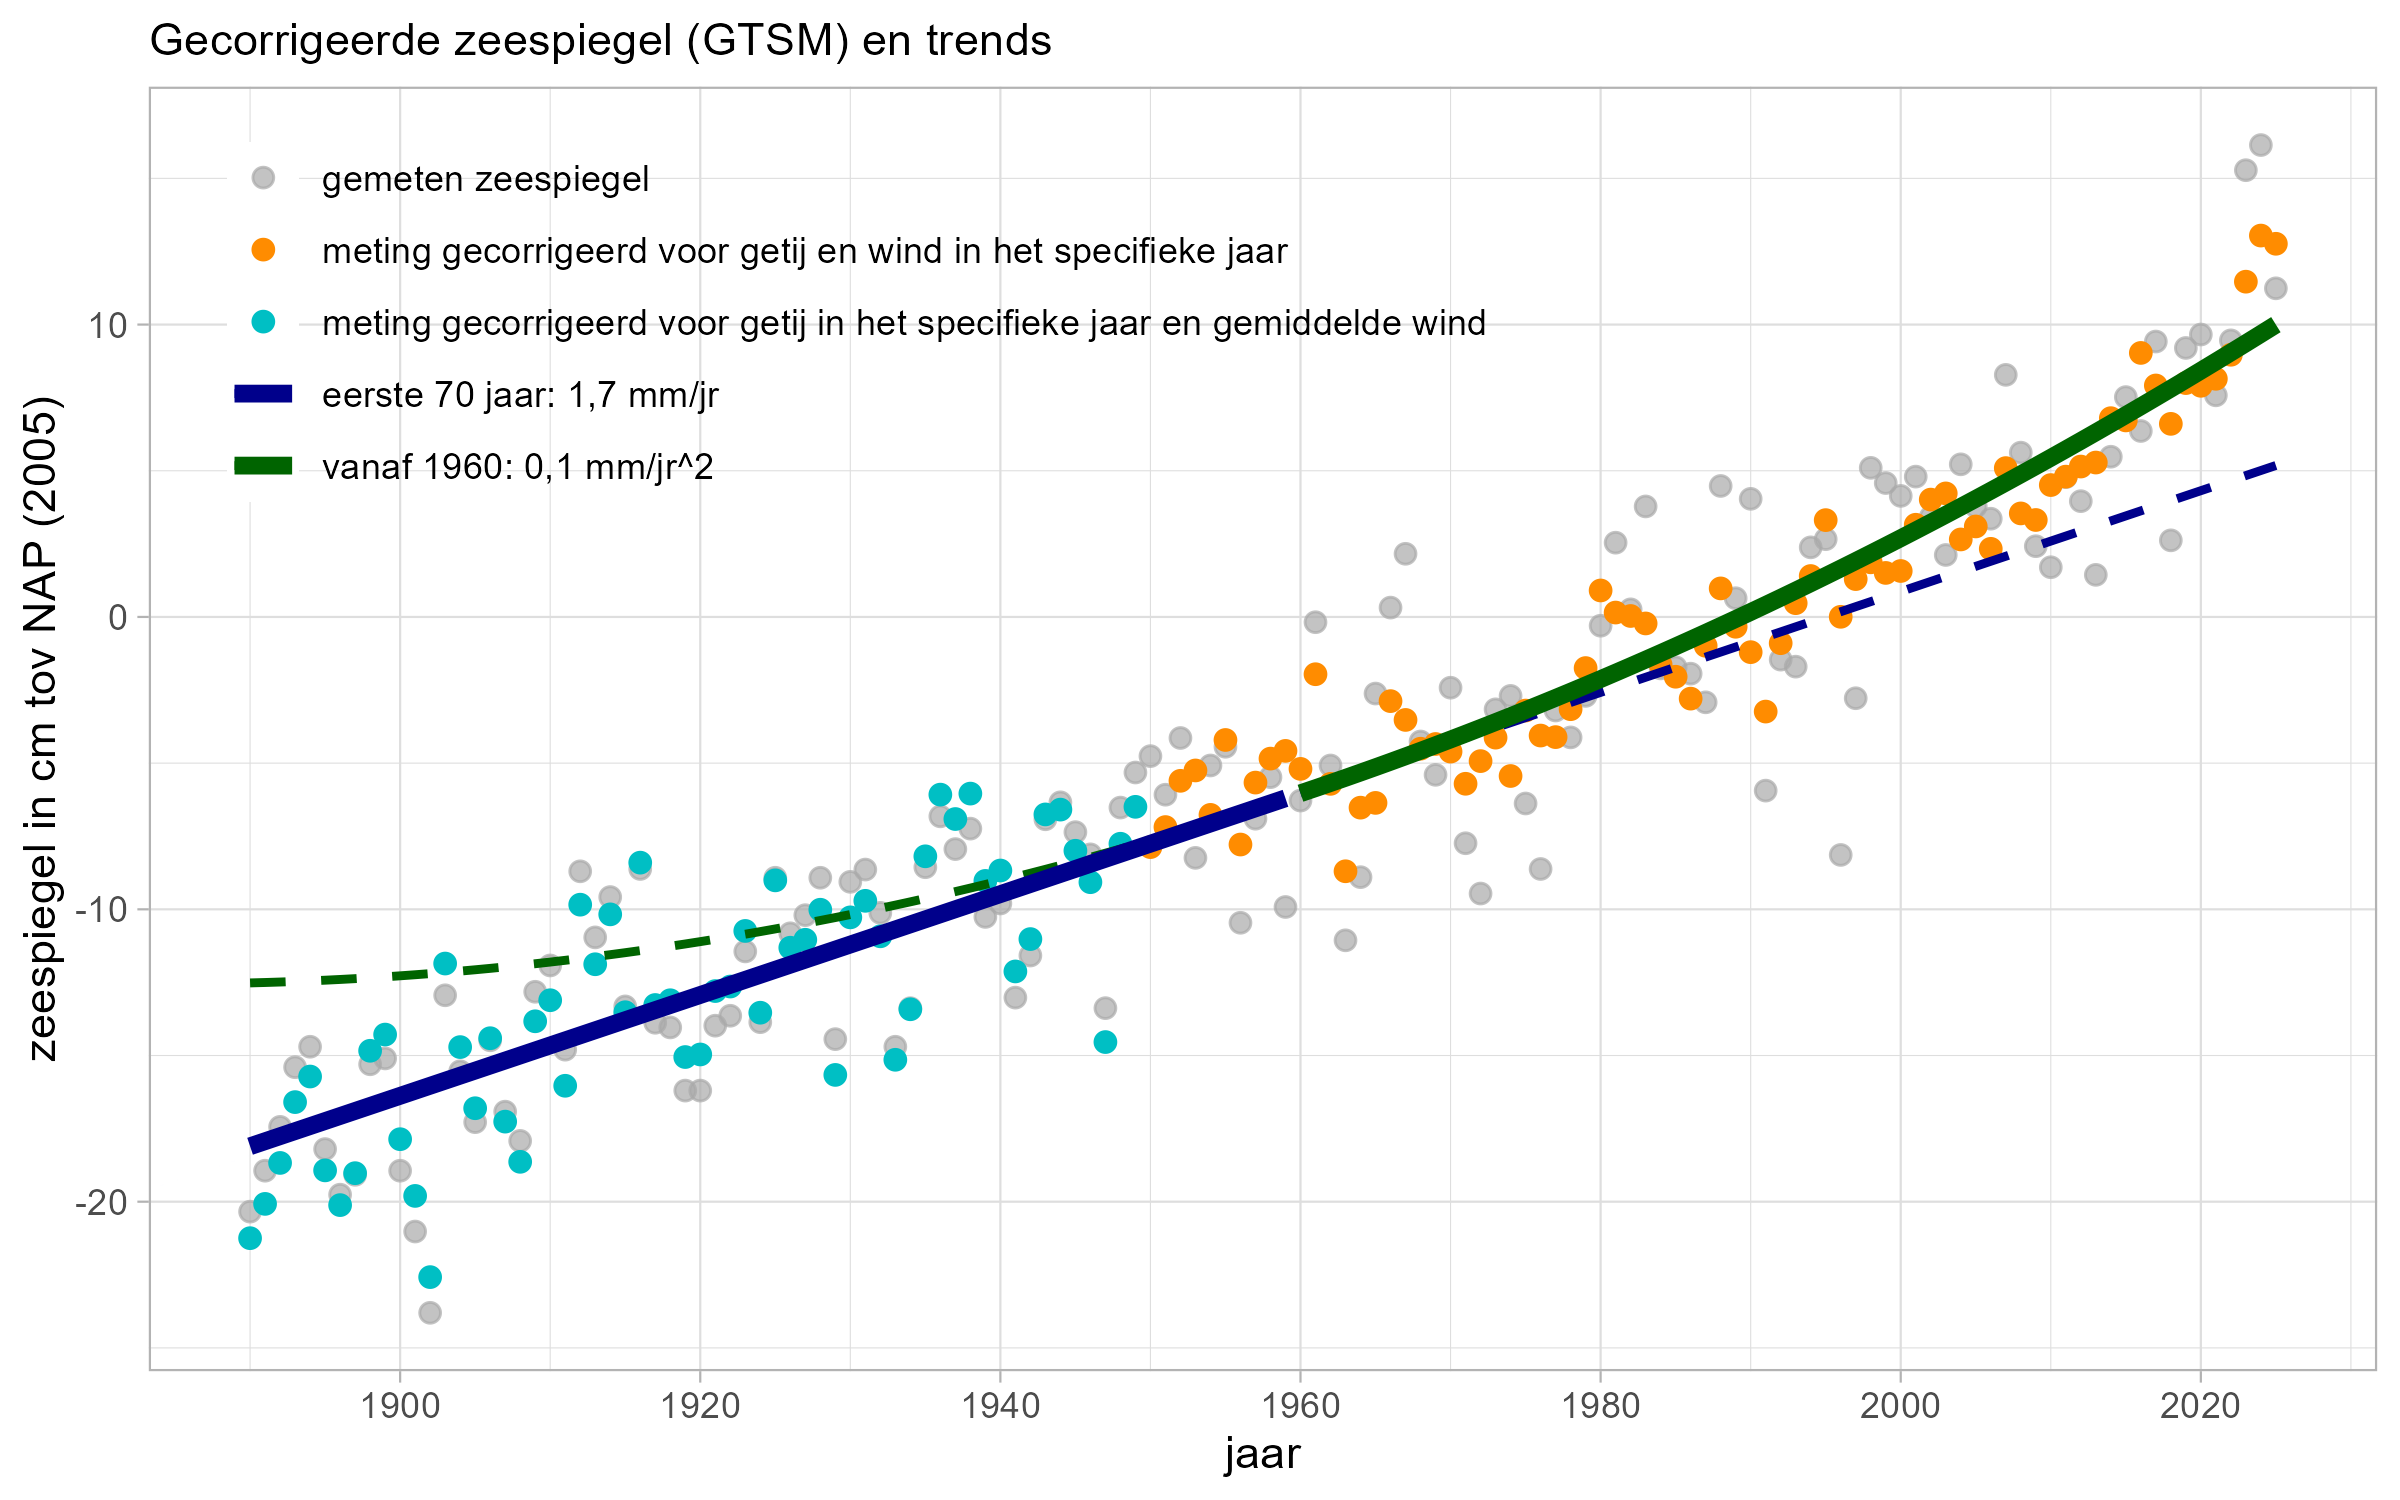 Gecorrigeerde zeespiegel (GTSM) en trends
gemeten zeespiegel
meting gecorrigeerd voor getij en wind in het specifieke jaar
meting gecorrigeerd voor getij in het specifieke jaar en gemiddelde wind
eerste 70 jaar: 1,7 mm/jr
vanaf 1960: 0,1 mm/jr^2
zeespiegel in cm tov NAP (2005)
10
0
-10
-20
1900
1920
1940
1960
1980
2000
2020
jaar